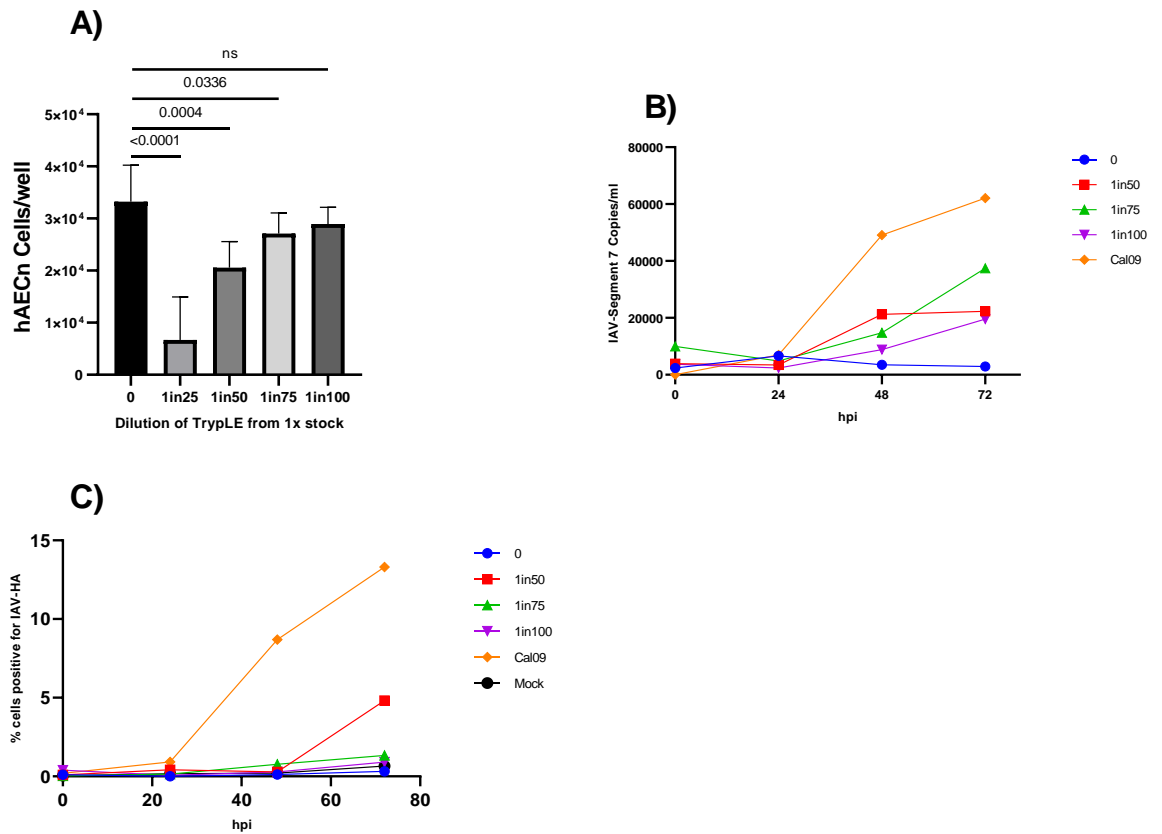 A)
ns
0.0336
0.0004
<0.0001
hAECn Cells/well
5×10⁴
4×10⁴
3×10⁴
2×10⁴
1×10⁴
0
0 1in25 1in50 1in75 1in100
Dilution of TrypLE from 1x stock
B)
IAV-Segment 7 Copies/ml
80000
60000
40000
20000
0
0 24 48 72
hpi
0
1in50
1in75
1in100
Cal09
C)
% cells positive for IAV-HA
15
10
5
0
0 20 40 60 80
hpi
0
1in50
1in75
1in100
Cal09
Mock